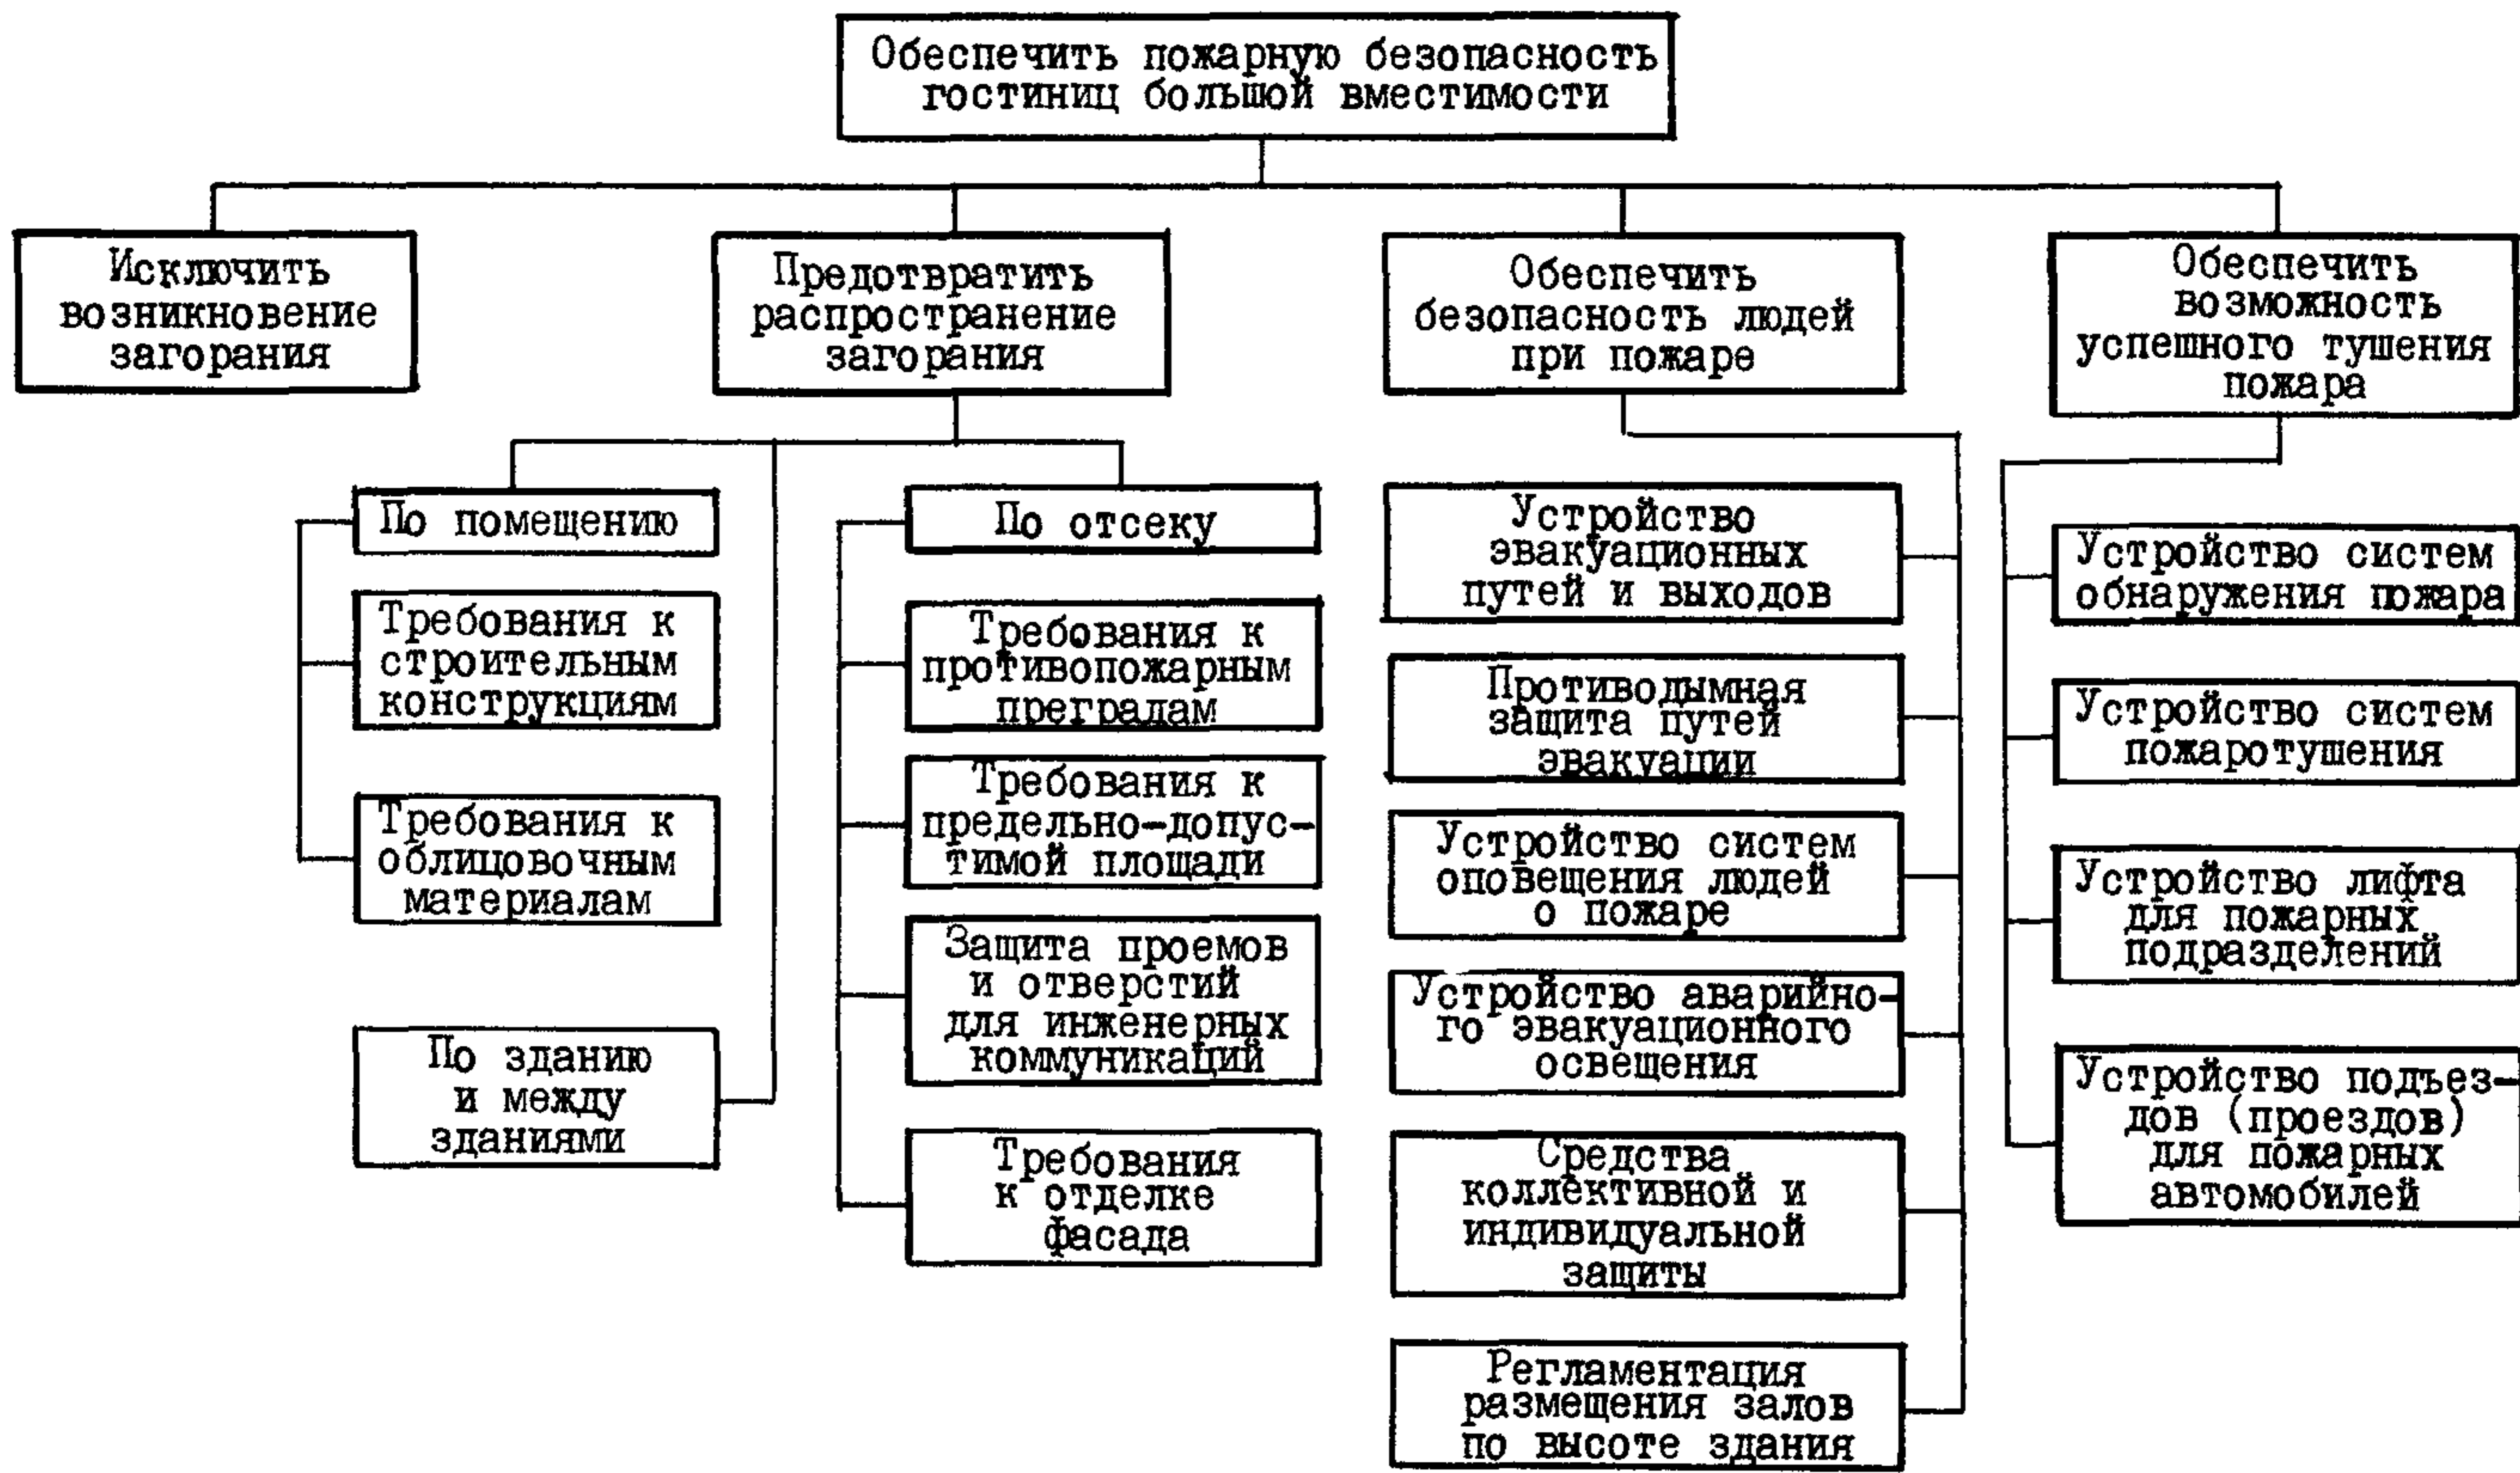 Обеспечить пожарную безопасность
гостиниц большой вместимости
Исключить
возникновение
загорания
Предотвратить
распространение
загорания
Обеспечить
безопасность людей
при пожаре
Обеспечить
возможность
успешного тушения
пожара
По помещению
Требования к
строительным
конструкциям
Требования к
облицовочным
материалам
По зданию
и между
зданиями
По отсеку
Требования к
противопожарным
преградам
Требования к
предельно-допус-
тимой площади
Защита проемов
и отверстий
для инженерных
коммуникаций
Требования
к отделке
фасада
Устройство
эвакуационных
путей и выходов
Противодымная
защита путей
эвакуации
Устройство систем
оповещения людей
о пожаре
Устройство аварийно-
го эвакуационного
освещения
Средства
коллективной и
индивидуальной
защиты
Регламентация
размещения залов
по высоте здания
Устройство систем
обнаружения пожара
Устройство систем
пожаротушения
Устройство лифта
для пожарных
подразделений
Устройство подъез-
дов (проездов)
для пожарных
автомобилей